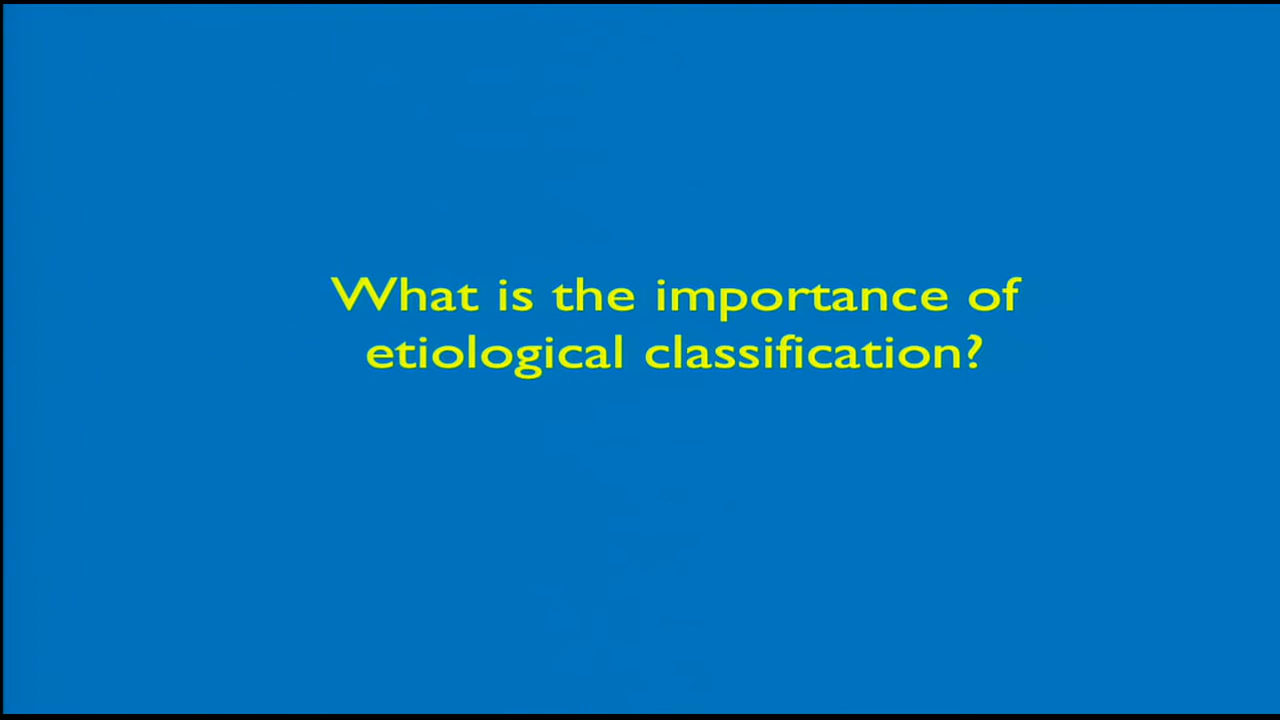 What is the importance of
etiological classification?